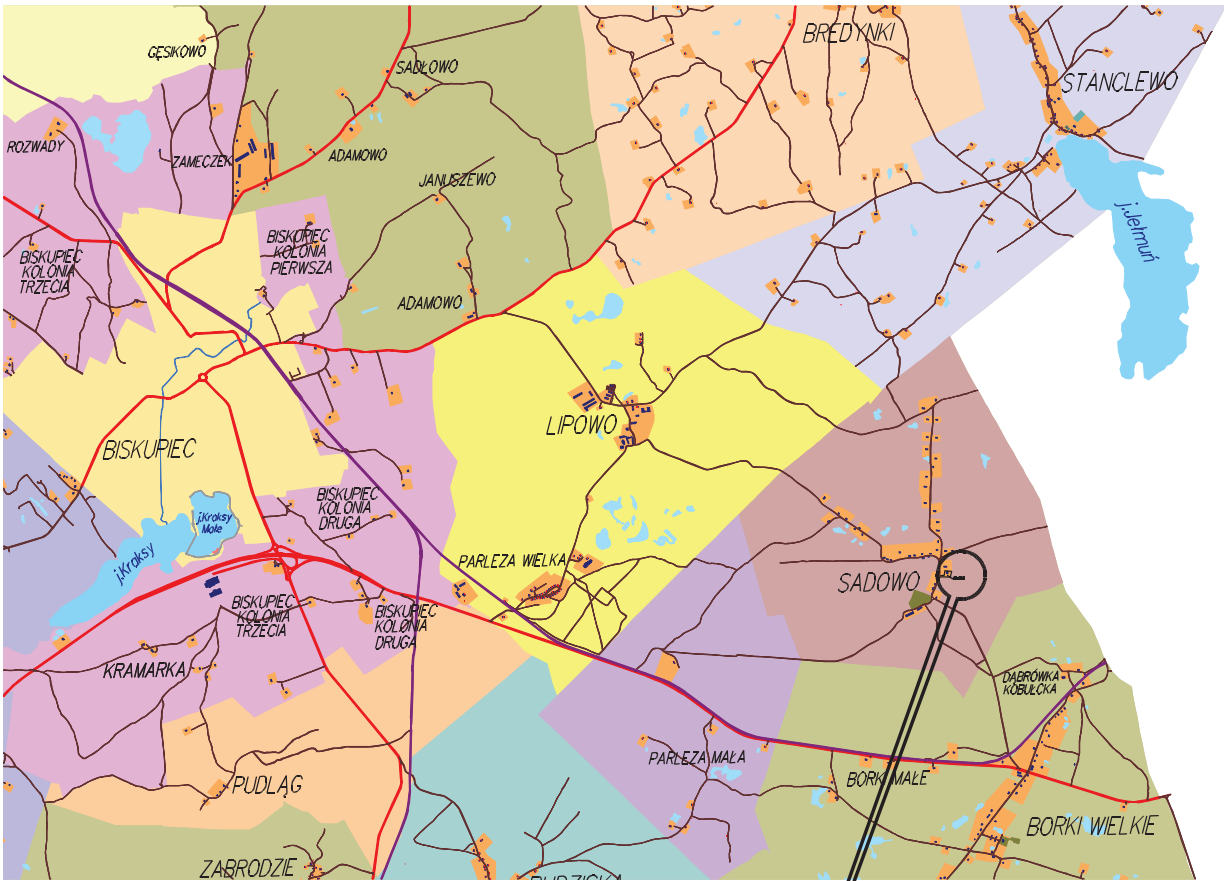 BREDYNKI
GĘSIKOWO
SADŁOWO
STANCLEWO
ROZWADY
ZAMECZEK
ADAMOWO
JANUSZEWO
j.Jełmuń
BISKUPIEC
KOLONIA
PIERWSZA
BISKUPIEC
KOLONIA
TRZECIA
ADAMOWO
LIPOWO
BISKUPIEC
BISKUPIEC
KOLONIA
DRUGA
j.Kraksy
Małe
j.Kraksy
PARLEZA WIELKA
SADOWO
BISKUPIEC
KOLONIA
TRZECIA
BISKUPIEC
KOLONIA
DRUGA
KRAMARKA
DĄBRÓWKA
KOBUŁCKA
PARLEZA MAŁA
BORKI MAŁE
PUDLĄG
BORKI WIELKIE
ZABRODZIE